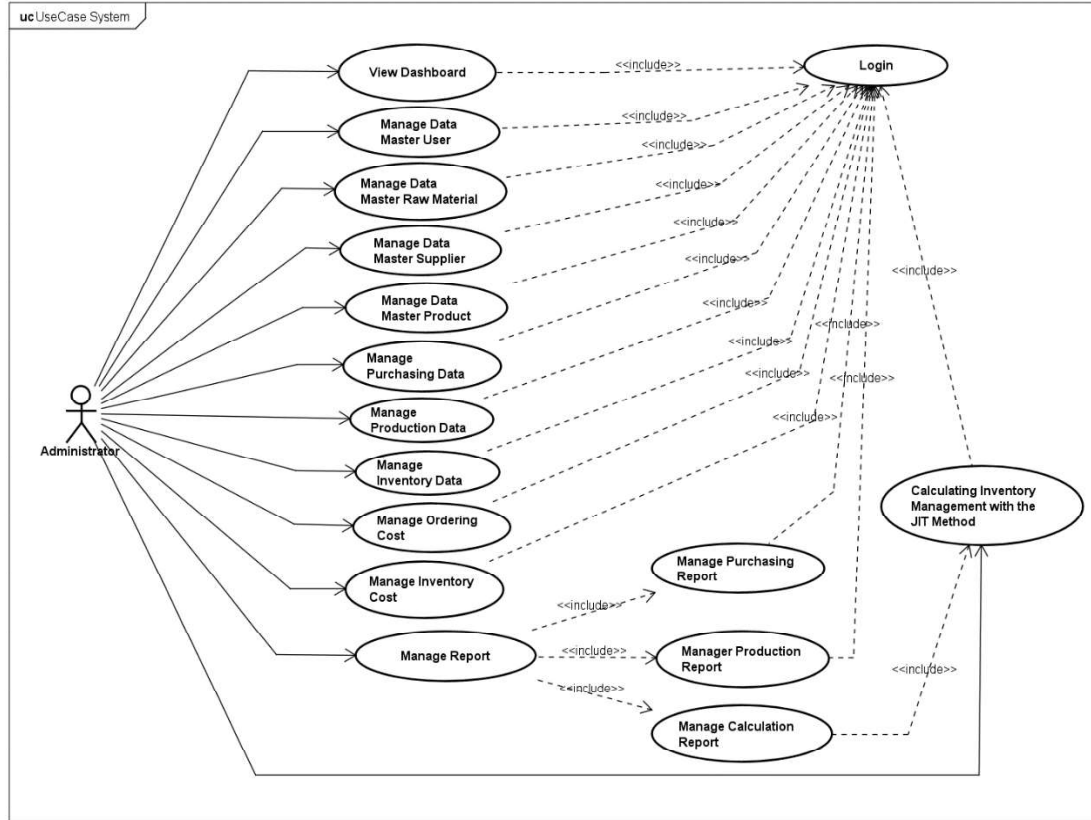 uc UseCase System
View Dashboard
<<include>>
Login
Manage Data
Master User
<<include>>
Manage Data
Master Raw Material
<<include>>
Manage Data
Master Supplier
<<include>>
Manage Data
Master Product
<<include>>
Manage
Purchasing Data
<<include>>
Manage
Production Data
<<include>>
Manage
Inventory Data
<<include>>
Manage Ordering
Cost
<<include>>
Manage Inventory
Cost
<<include>>
<<include>>
<<include>>
<<include>>
Administrator
Calculating Inventory
Management with the
JIT Method
Manage Purchasing
Report
<<include>>
Manage Report
<<include>>
Manager Production
Report
<<include>>
<<include>>
Manage Calculation
Report